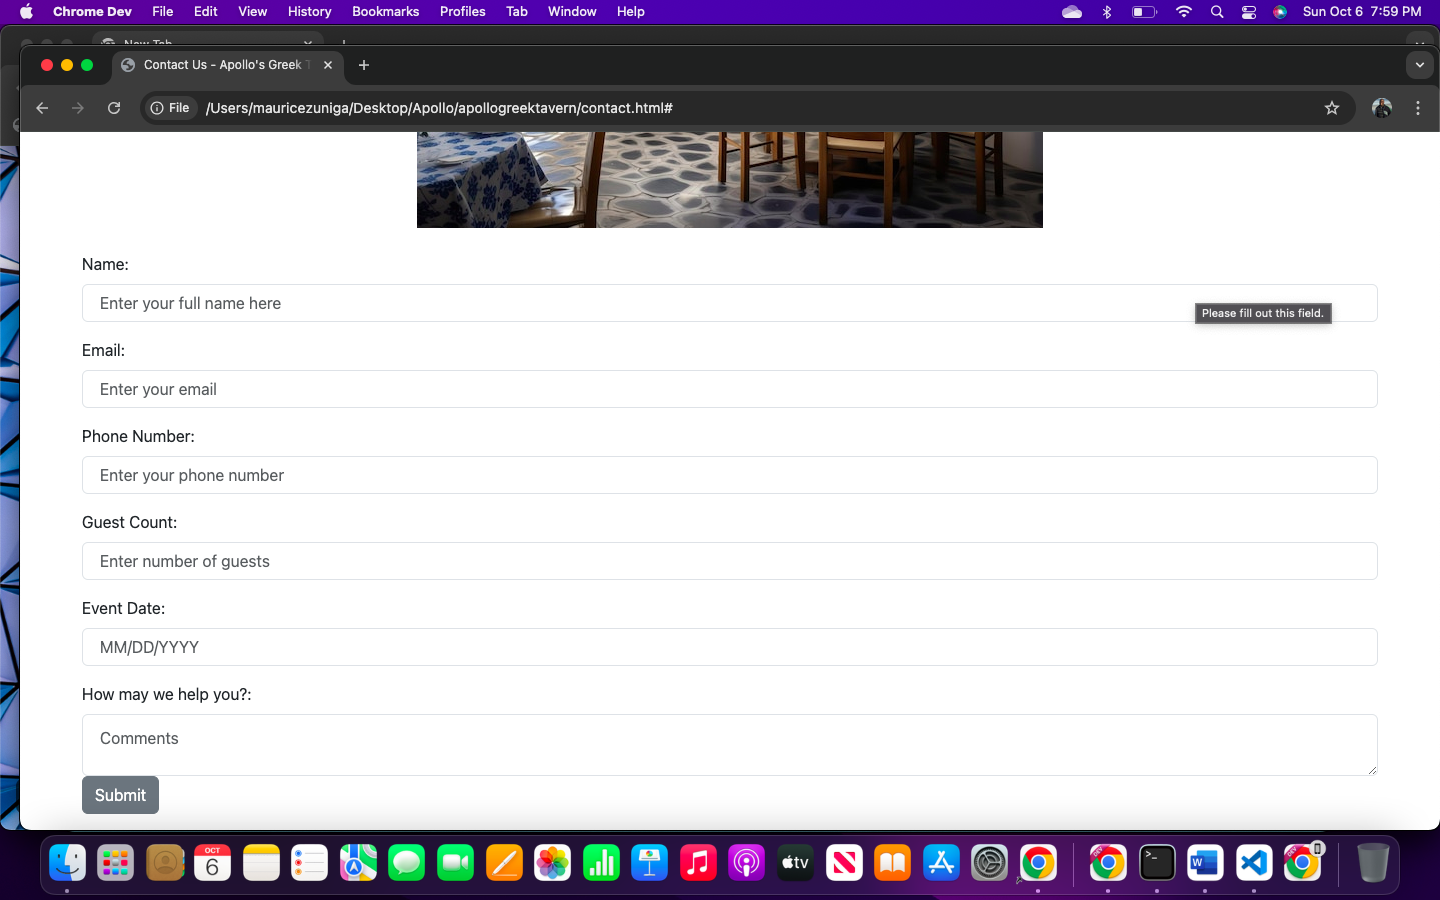 Chrome Dev File Edit View History Bookmarks Profiles Tab Window Help Sun Oct 6 7:59 PM
New Tab
Contact Us - Apollo's Greek T
File /Users/mauricezuniga/Desktop/Apollo/apollogreektavern/contact.html#
Name:
Enter your full name here
Please fill out this field.
Email:
Enter your email
Phone Number:
Enter your phone number
Guest Count:
Enter number of guests
Event Date:
MM/DD/YYYY
How may we help you?:
Comments
Submit
OCT
6
tv
>_
W
DEV
DEV